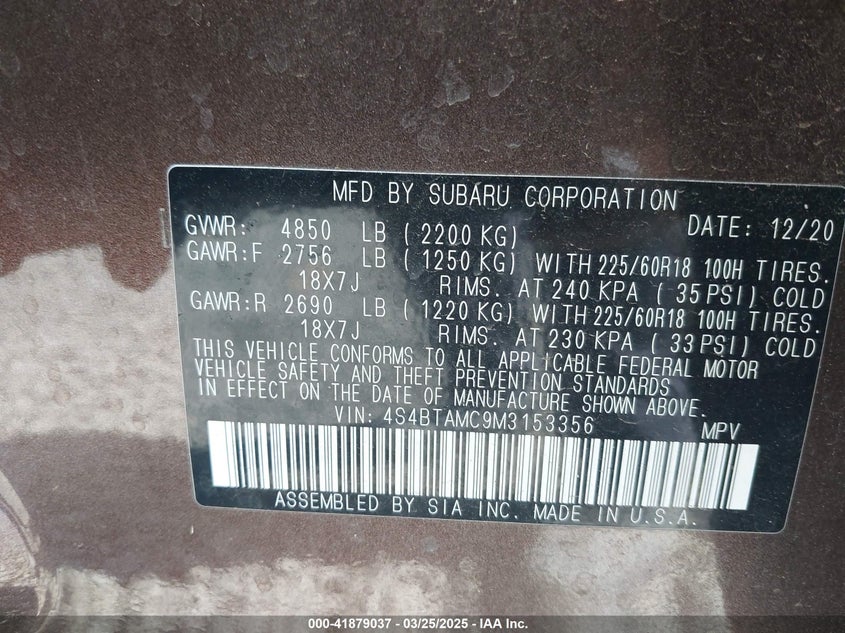 MFD BY SUBARU CORPORATION
GVWR: 4850 LB ( 2200 KG) DATE: 12/20
GAWR:F 2756 LB ( 1250 KG) WITH 225/60R18 100H TIRES.
18X7J RIMS. AT 240 KPA ( 35 PSI) COLD
GAWR:R 2690 LB ( 1220 KG) WITH 225/60R18 100H TIRES.
18X7J RIMS. AT 230 KPA ( 33 PSI) COLD
THIS VEHICLE CONFORMS TO ALL APPLICABLE FEDERAL MOTOR
VEHICLE SAFETY AND THEFT PREVENTION STANDARDS
IN EFFECT ON THE DATE OF MANUFACTURE SHOWN ABOVE.
VIN: 4S4BTAMC9M3153356 MPV
ASSEMBLED BY SIA INC. MADE IN U.S.A.
000-41879037 - 03/25/2025 - IAA Inc.